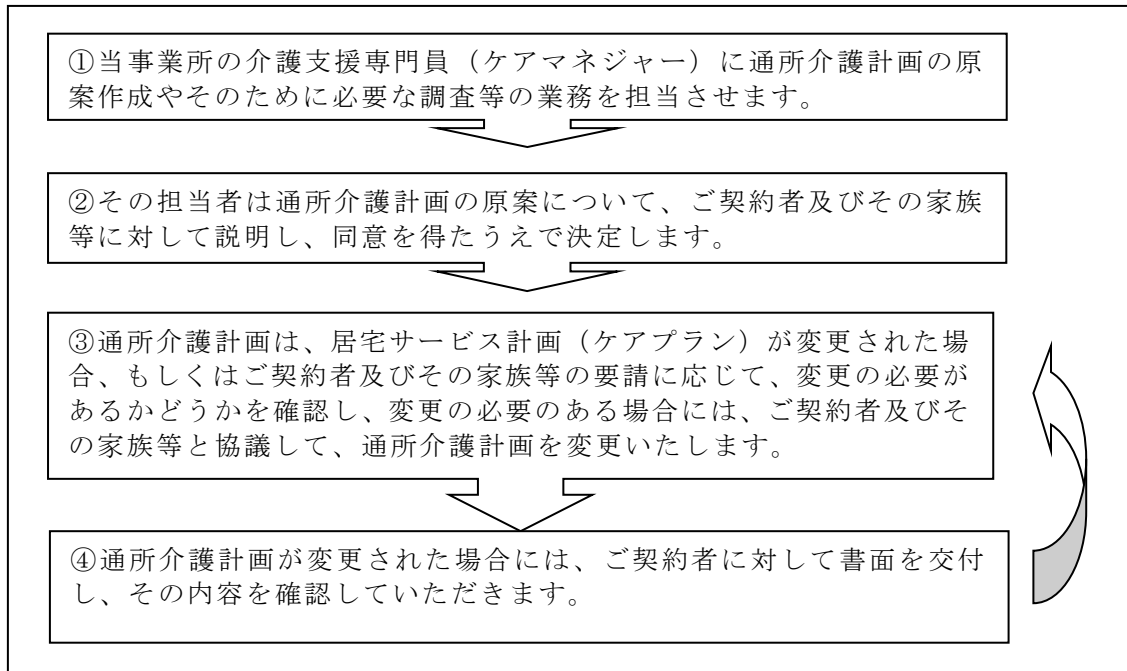 ①当事業所の介護支援専門員（ケアマネジャー）に通所介護計画の原
案作成やそのために必要な調査等の業務を担当させます。
②その担当者は通所介護計画の原案について、ご契約者及びその家族
等に対して説明し、同意を得たうえで決定します。
③通所介護計画は、居宅サービス計画（ケアプラン）が変更された場
合、もしくはご契約者及びその家族等の要請に応じて、変更の必要が
あるかどうかを確認し、変更の必要のある場合には、ご契約者及びそ
の家族等と協議して、通所介護計画を変更いたします。
④通所介護計画が変更された場合には、ご契約者に対して書面を交付
し、その内容を確認していただきます。